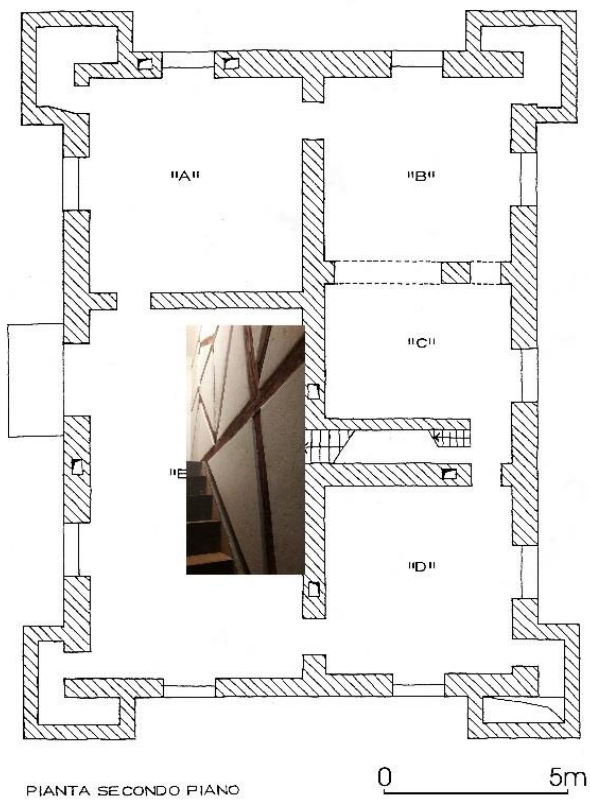 "A"
"B"
"C"
"E
"D"
PIANTA SECONDO PIANO
0 5m